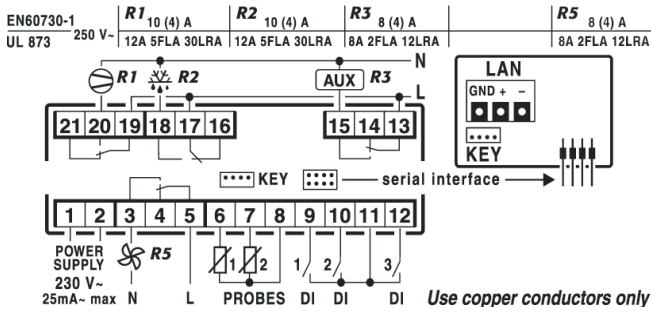 EN60730-1 250 V~ R1 10 (4) A R2 10 (4) A R3 8 (4) A R5 8 (4) A
UL 873 12A 5FLA 30LRA 12A 5FLA 30LRA 8A 2FLA 12LRA 8A 2FLA 12LRA
N
R1 R2 AUX R3
L
LAN
GND + -
KEY
21 20 19 18 17 16 15 14 13
KEY serial interface
1 2 3 4 5 6 7 8 9 10 11 12
POWER SUPPLY
230 V~
25mA~ max
R5
N L
1 2
PROBES
1 2 3
DI DI DI
Use copper conductors only